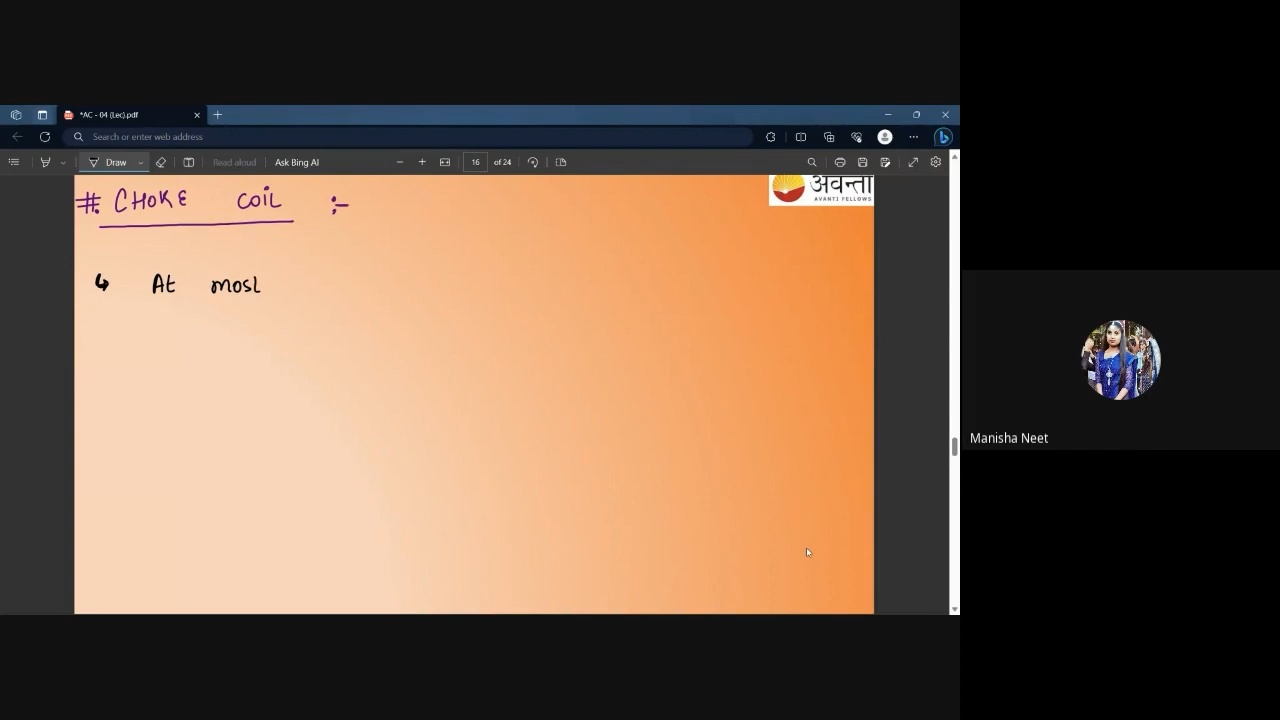 *AC - 04 (Lec).pdf
Search or enter web address
Draw
Read aloud
Ask Bing AI
16
of 24
#. CHOKE COIL :-
अवन्ती
AVANTI FELLOWS
↳ At most
Manisha Neet